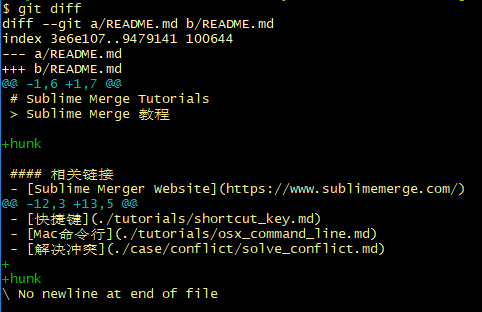 $ git diff
diff --git a/README.md b/README.md
index 3e6e107..9479141 100644
--- a/README.md
+++ b/README.md
@@ -1,6 +1,7 @@
 # Sublime Merge Tutorials
 > Sublime Merge 教程

+hunk

 #### 相关链接
 - [Sublime Merger Website](https://www.sublimemerge.com/)
@@ -12,3 +13,5 @@
 - [快捷键](./tutorials/shortcut_key.md)
 - [Mac命令行](./tutorials/osx_command_line.md)
 - [解决冲突](./case/conflict/solve_conflict.md)
+
+hunk
\ No newline at end of file